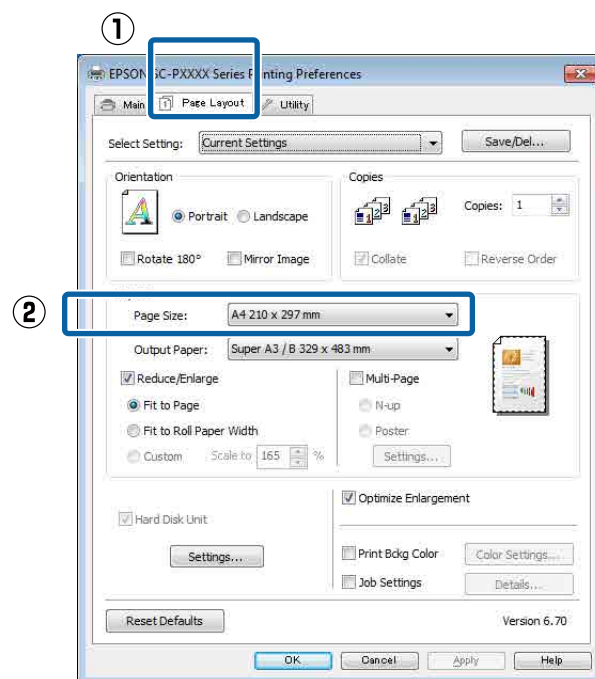 ①
EPSON SC-PXXXX Series Printing Preferences
Main Page Layout Utility
Select Setting: Current Settings Save/Del...
Orientation Copies
Portrait Landscape Copies: 1
Rotate 180° Mirror Image Collate Reverse Order
②
Page Size: A4 210 x 297 mm
Output Paper: Super A3 / B 329 x 483 mm
Reduce/Enlarge Multi-Page
Fit to Page N-up
Fit to Roll Paper Width Poster
Custom Scale to 165 % Settings...
Optimize Enlargement
Hard Disk Unit
Settings... Print Bckg Color Color Settings...
Job Settings Details...
Reset Defaults Version 6.70
OK Cancel Apply Help